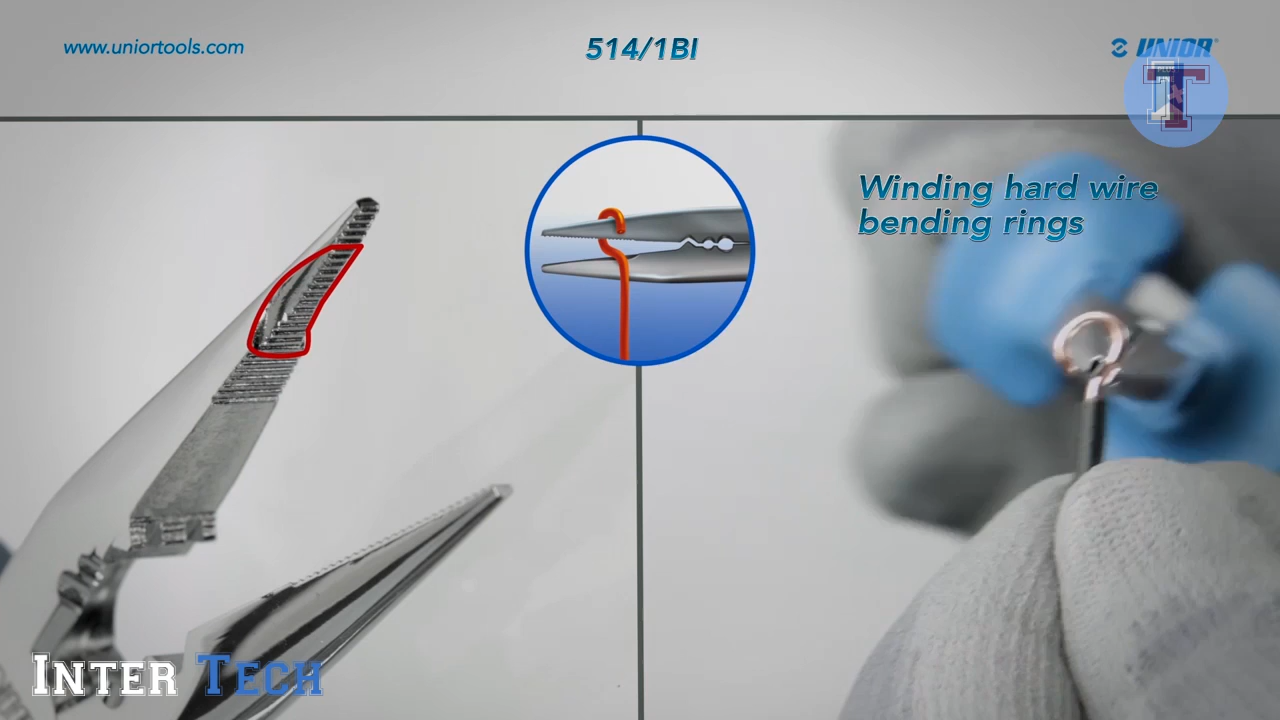 www.uniortools.com
514/1BI
UNIOR
Winding hard wire
bending rings
INTER TECH